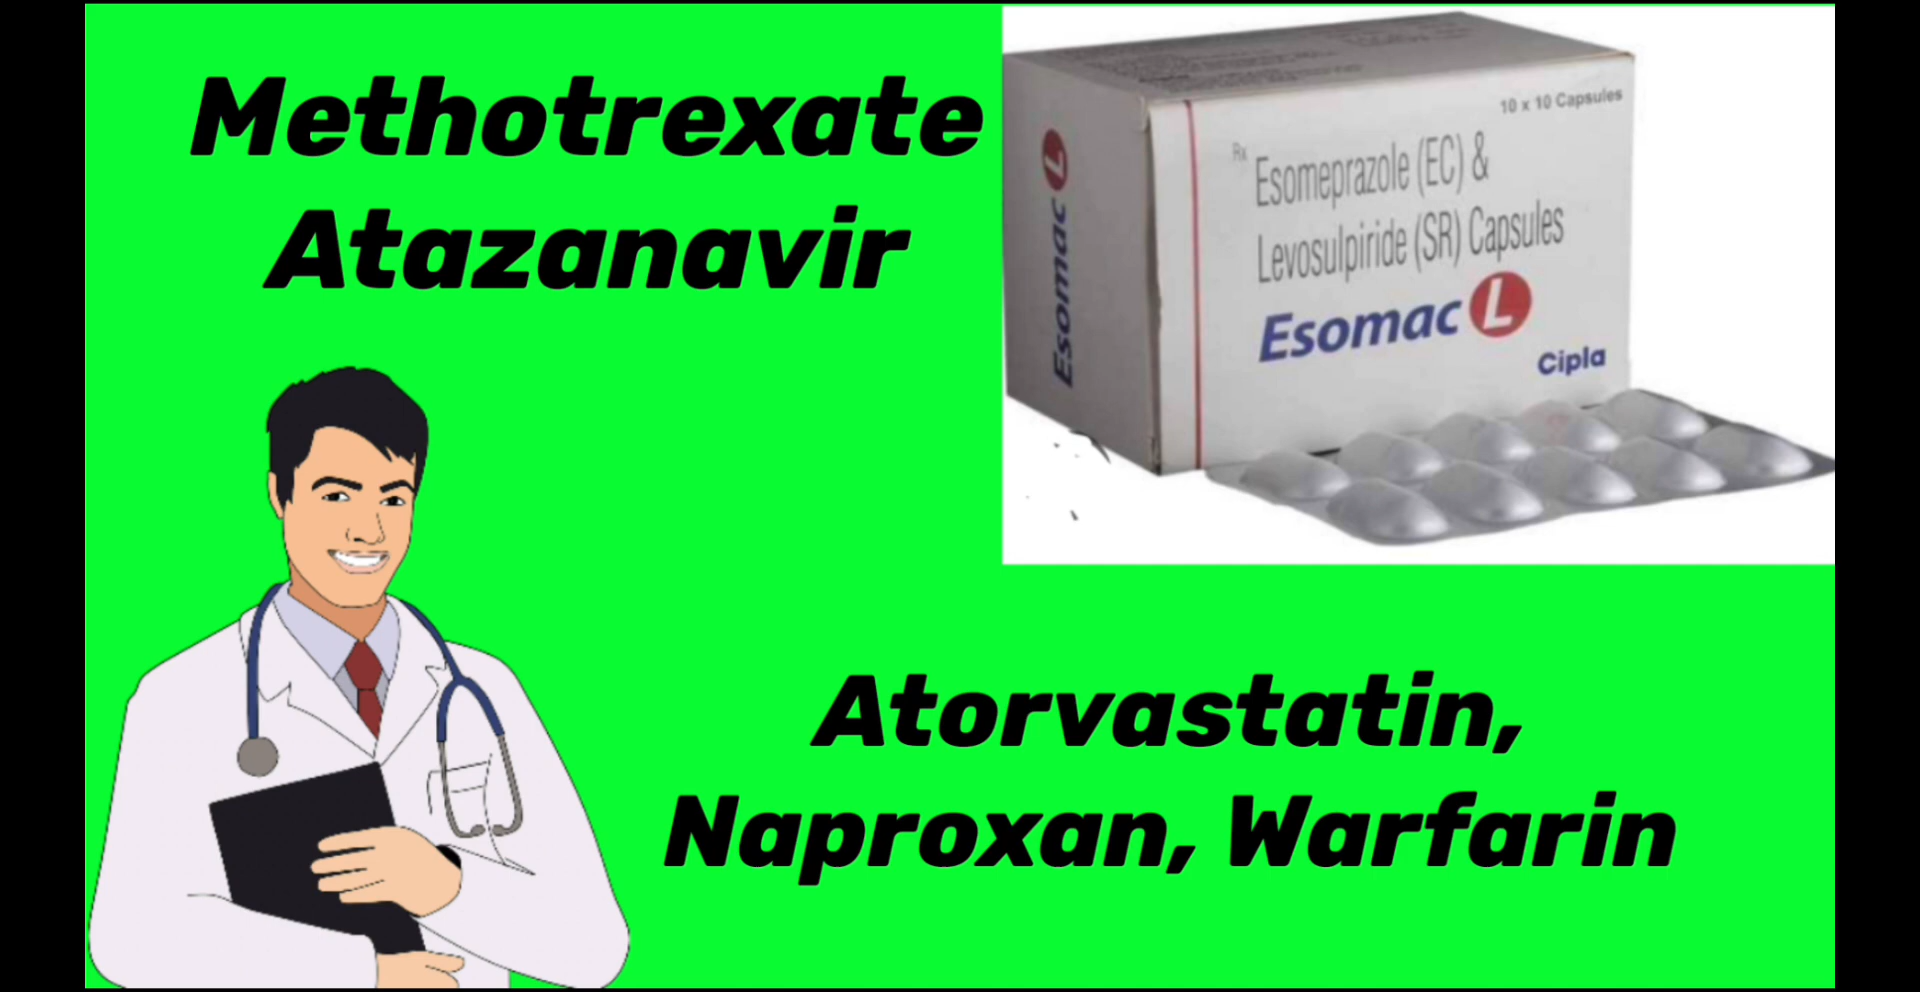 Methotrexate
Atazanavir
10 x 10 Capsules
Rx
Esomeprazole (EC) &
Levosulpiride (SR) Capsules
Esomac L
Cipla
Esomac L
Atorvastatin,
Naproxan, Warfarin